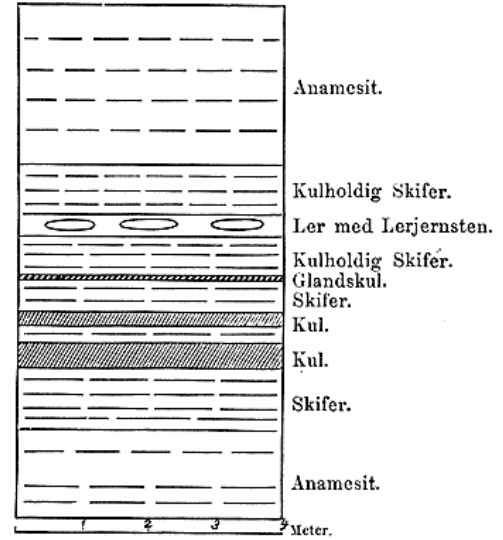 Anamesit.
Kulholdig Skifer.
Ler med Lerjernsten.
Kulholdig Skifer.
Glandskul.
Skifer.
Kul.
Kul.
Skifer.
Anamesit.
1 2 3 4 Meter.